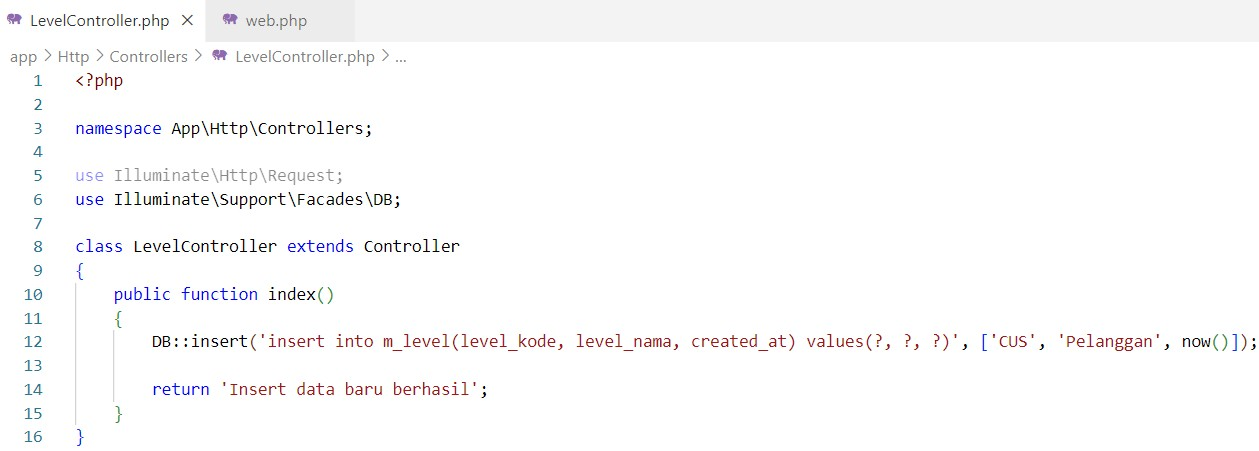 LevelController.php × web.php
app > Http > Controllers > LevelController.php > ...
1 <?php
2
3 namespace App\Http\Controllers;
4
5 use Illuminate\Http\Request;
6 use Illuminate\Support\Facades\DB;
7
8 class LevelController extends Controller
9 {
10 public function index()
11 {
12 DB::insert('insert into m_level(level_kode, level_nama, created_at) values(?, ?, ?)', ['CUS', 'Pelanggan', now()]);
13
14 return 'Insert data baru berhasil';
15 }
16 }